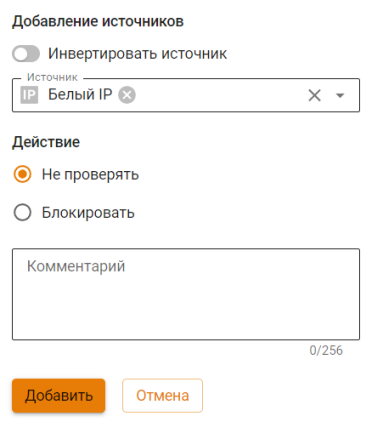 Добавление источников
Инвертировать источник
Источник
IP Белый IP
Действие
Не проверять
Блокировать
Комментарий
0/256
Добавить Отмена